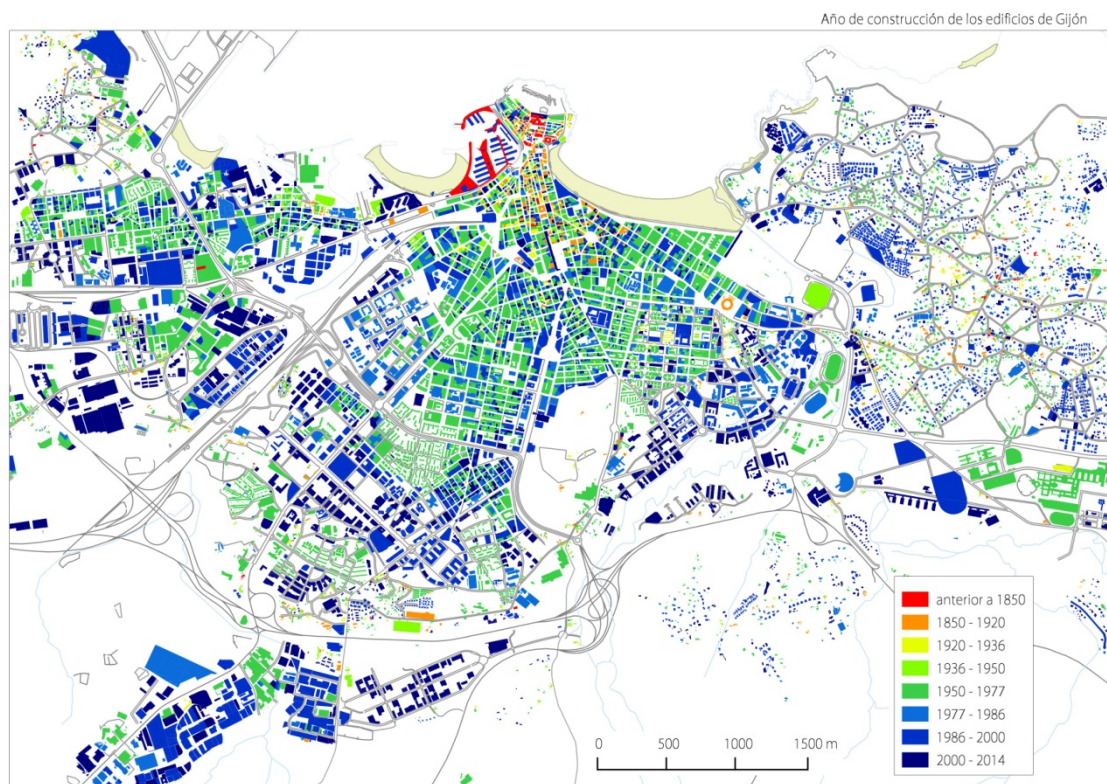 Año de construcción de los edificios de Gijón
anterior a 1850
1850 - 1920
1920 - 1936
1936 - 1950
1950 - 1977
1977 - 1986
1986 - 2000
2000 - 2014
0 500 1000 1500 m